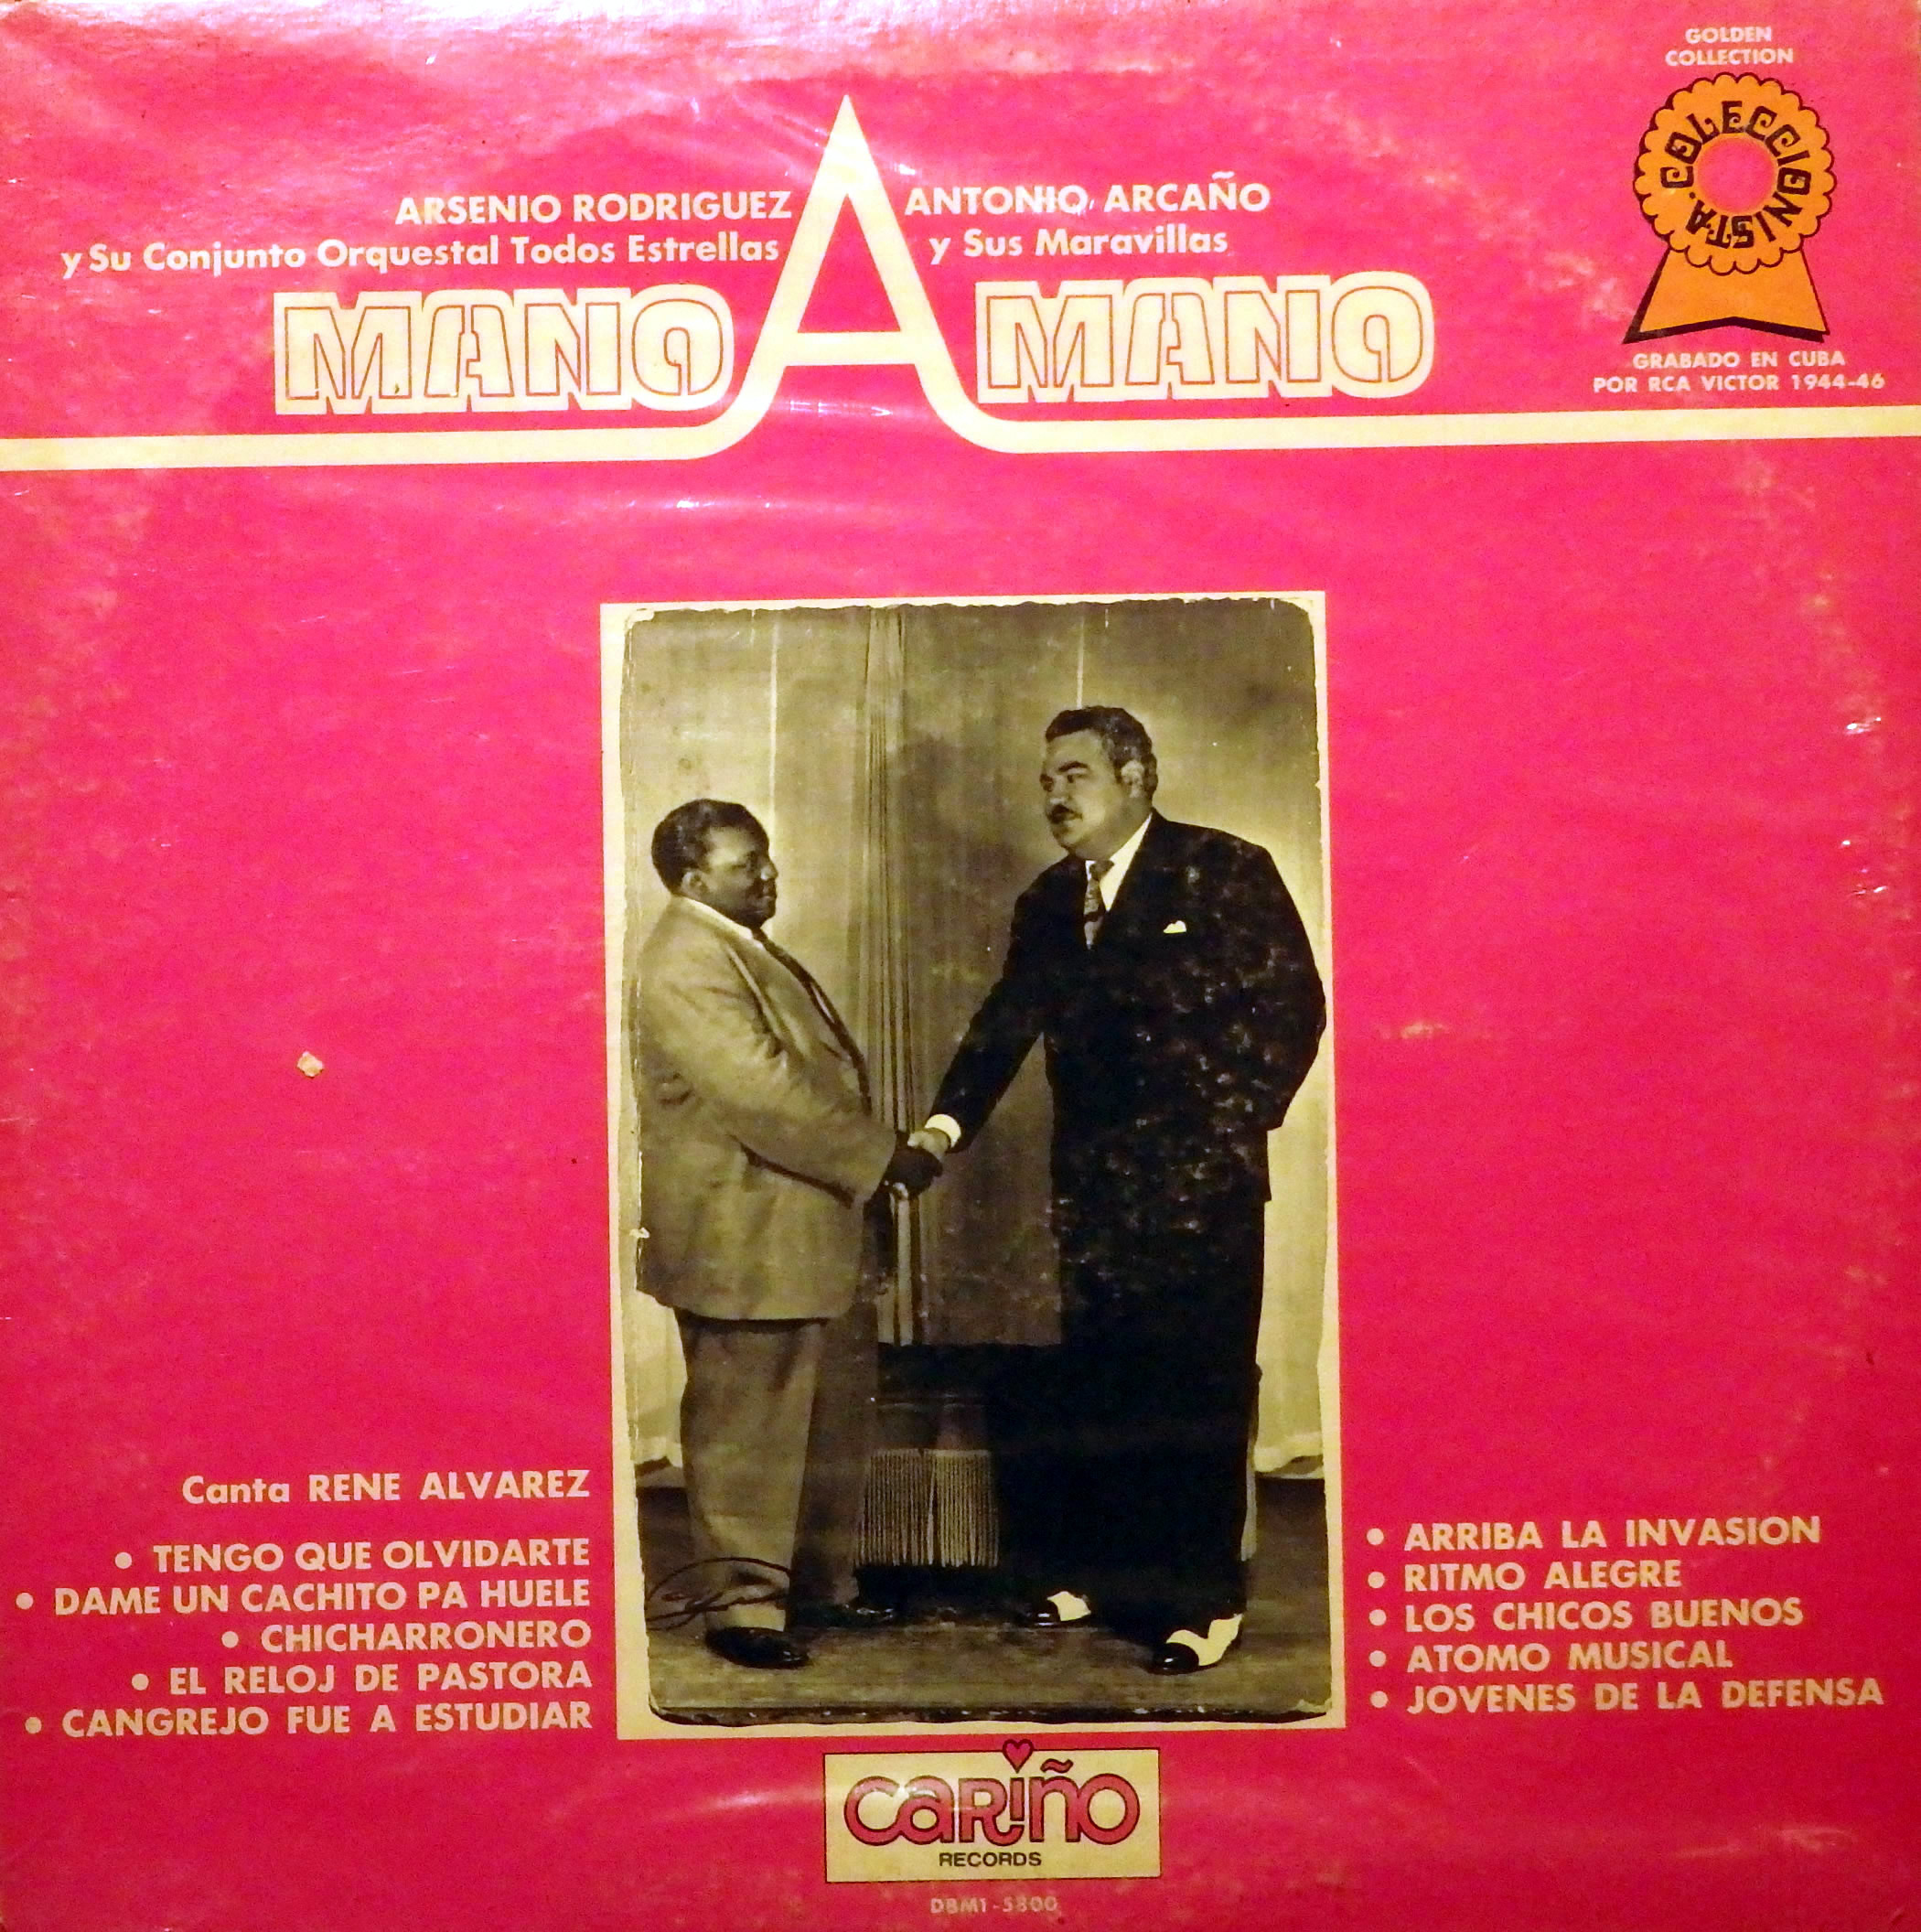 GOLDEN
COLLECTION
COLECCIONISTA.
GRABADO EN CUBA
POR RCA VICTOR 1944-46
ARSENIO RODRIGUEZ
y Su Conjunto Orquestal Todos Estrellas
ANTONIO ARCAÑO
y Sus Maravillas
MANO A MANO
Canta RENE ALVAREZ
• TENGO QUE OLVIDARTE
• DAME UN CACHITO PA HUELE
• CHICHARRONERO
• EL RELOJ DE PASTORA
• CANGREJO FUE A ESTUDIAR
• ARRIBA LA INVASION
• RITMO ALEGRE
• LOS CHICOS BUENOS
• ATOMO MUSICAL
• JOVENES DE LA DEFENSA
cariño
RECORDS
DBM1-5800